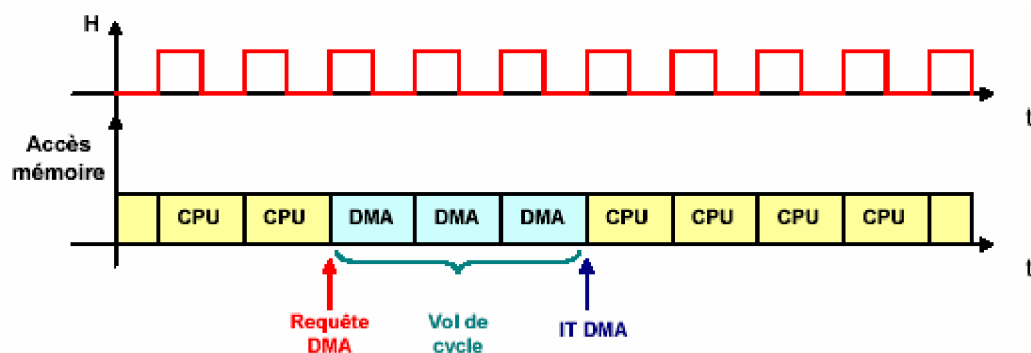 H
t
Accès
mémoire
CPU CPU DMA DMA DMA CPU CPU CPU CPU
t
Requête
DMA
Vol de
cycle
IT DMA